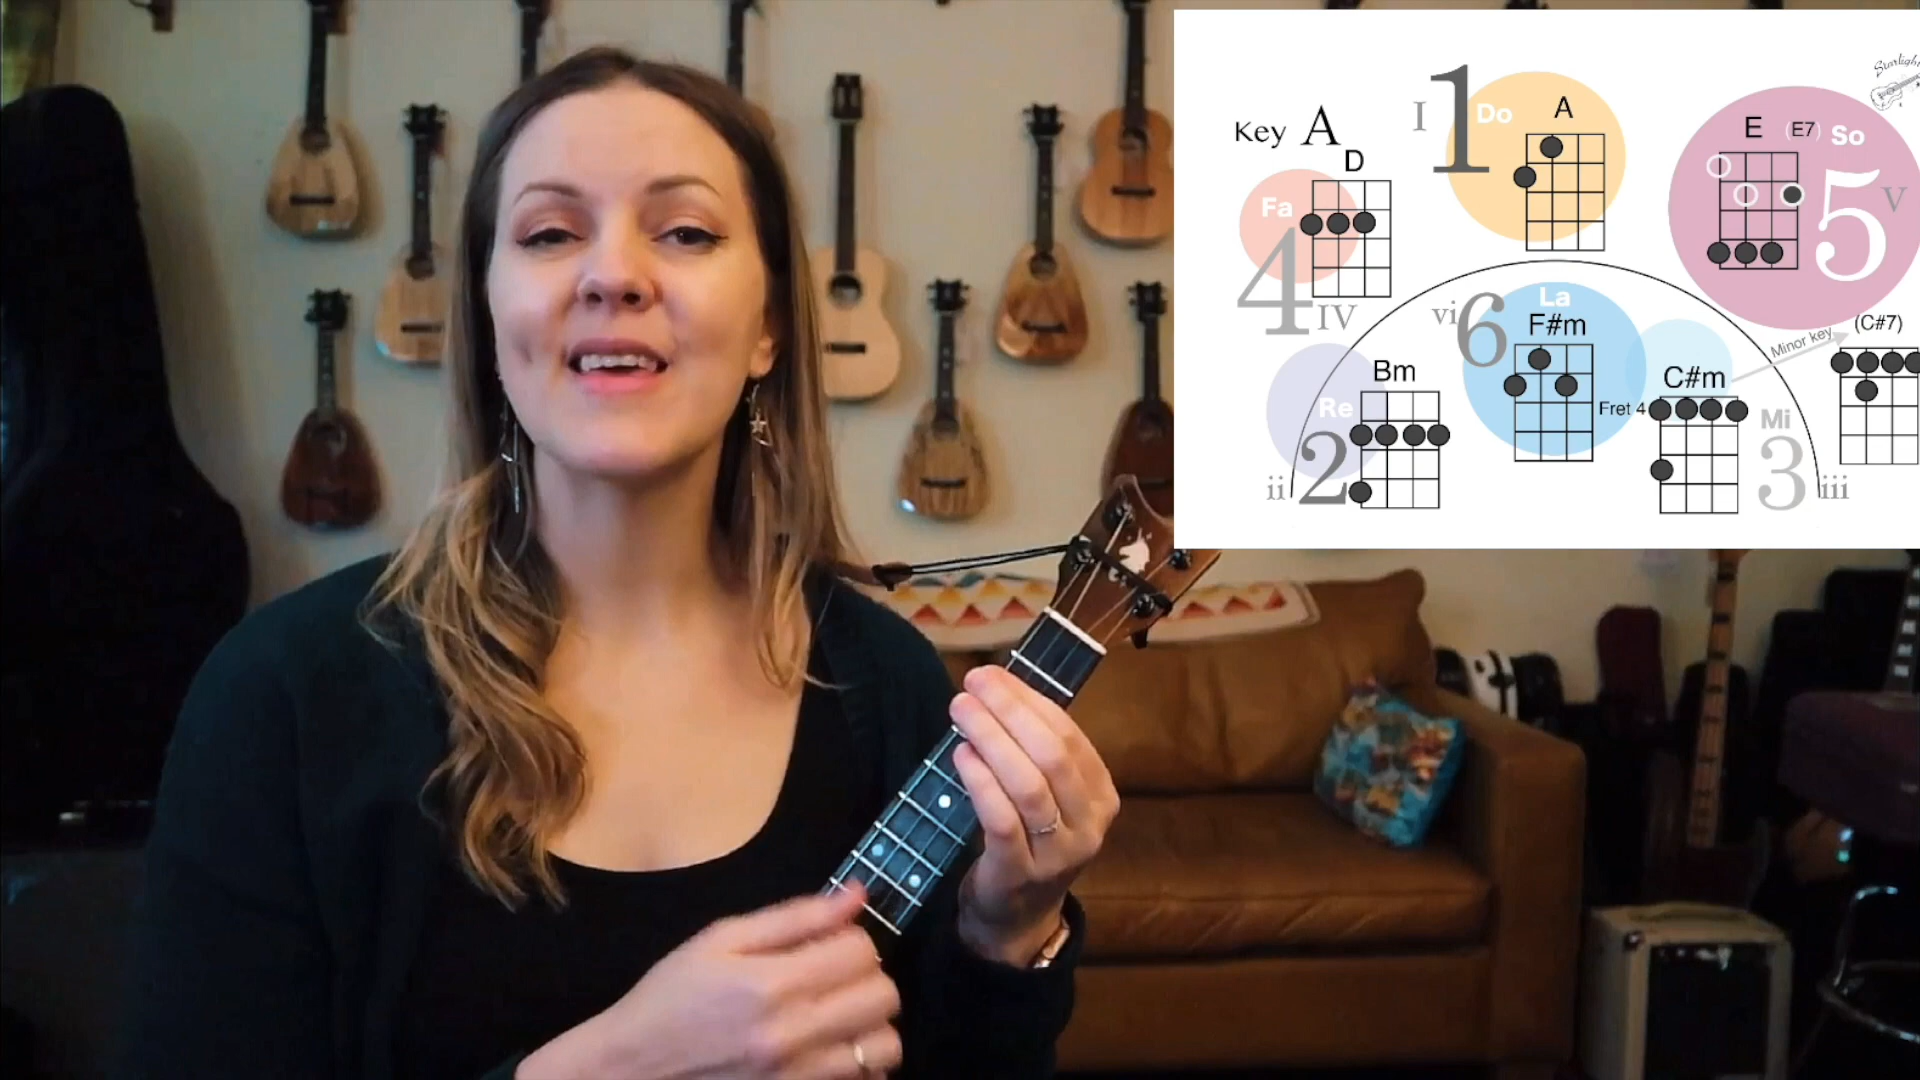 Starlight
Key A
I 1 Do A
E (E7) So
5 V
D
Fa
4 IV
vi 6 La
F#m
Minor key (C#7)
Bm
Re
2 ii
C#m
Fret 4
Mi
3 iii